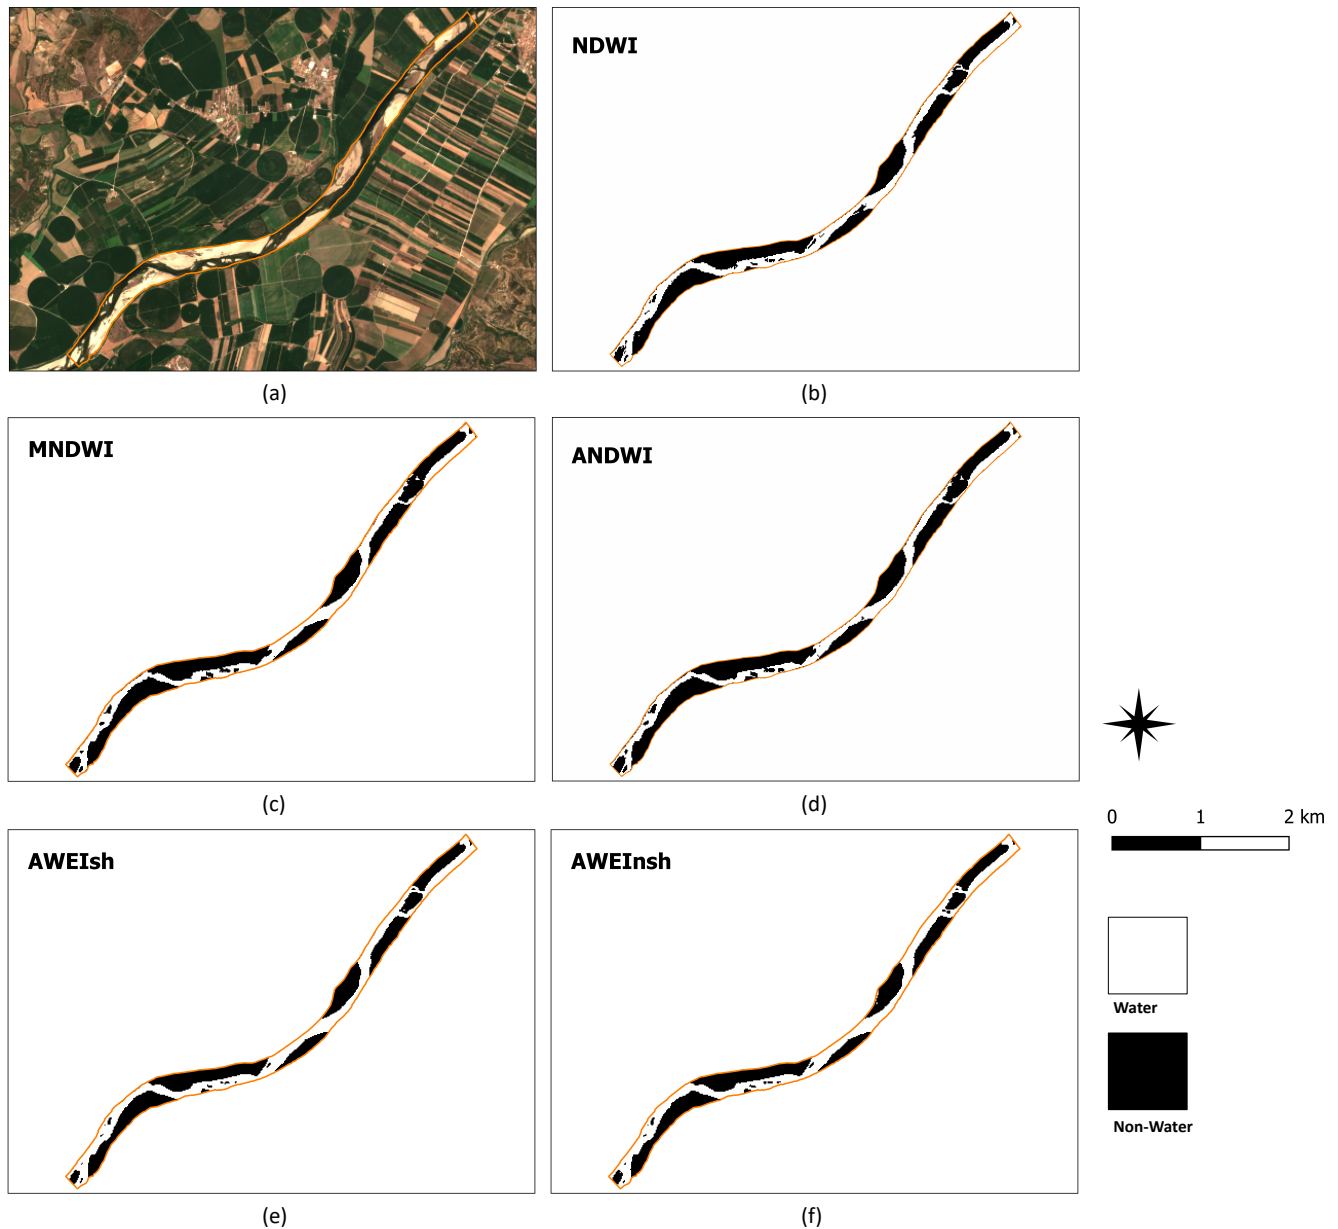 NDWI
(a)
(b)
MNDWI
ANDWI
(c)
(d)
0 1 2 km
AWEIsh
AWEInsh
Water
Non-Water
(e)
(f)